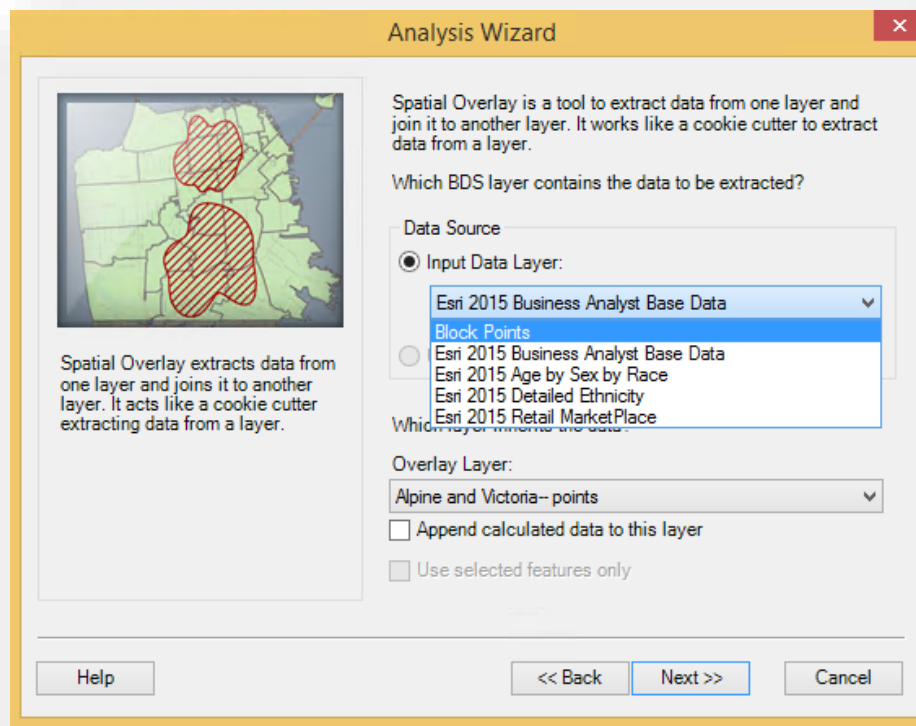 Analysis Wizard
Spatial Overlay is a tool to extract data from one layer and
join it to another layer. It works like a cookie cutter to extract
data from a layer.
Which BDS layer contains the data to be extracted?
Data Source
Input Data Layer:
Esri 2015 Business Analyst Base Data
Block Points
Esri 2015 Business Analyst Base Data
Esri 2015 Age by Sex by Race
Esri 2015 Detailed Ethnicity
Esri 2015 Retail MarketPlace
Spatial Overlay extracts data from
one layer and joins it to another
layer. It acts like a cookie cutter
extracting data from a layer.
Which layer inherits the data?
Overlay Layer:
Alpine and Victoria-- points
Append calculated data to this layer
Use selected features only
Help
<< Back
Next >>
Cancel